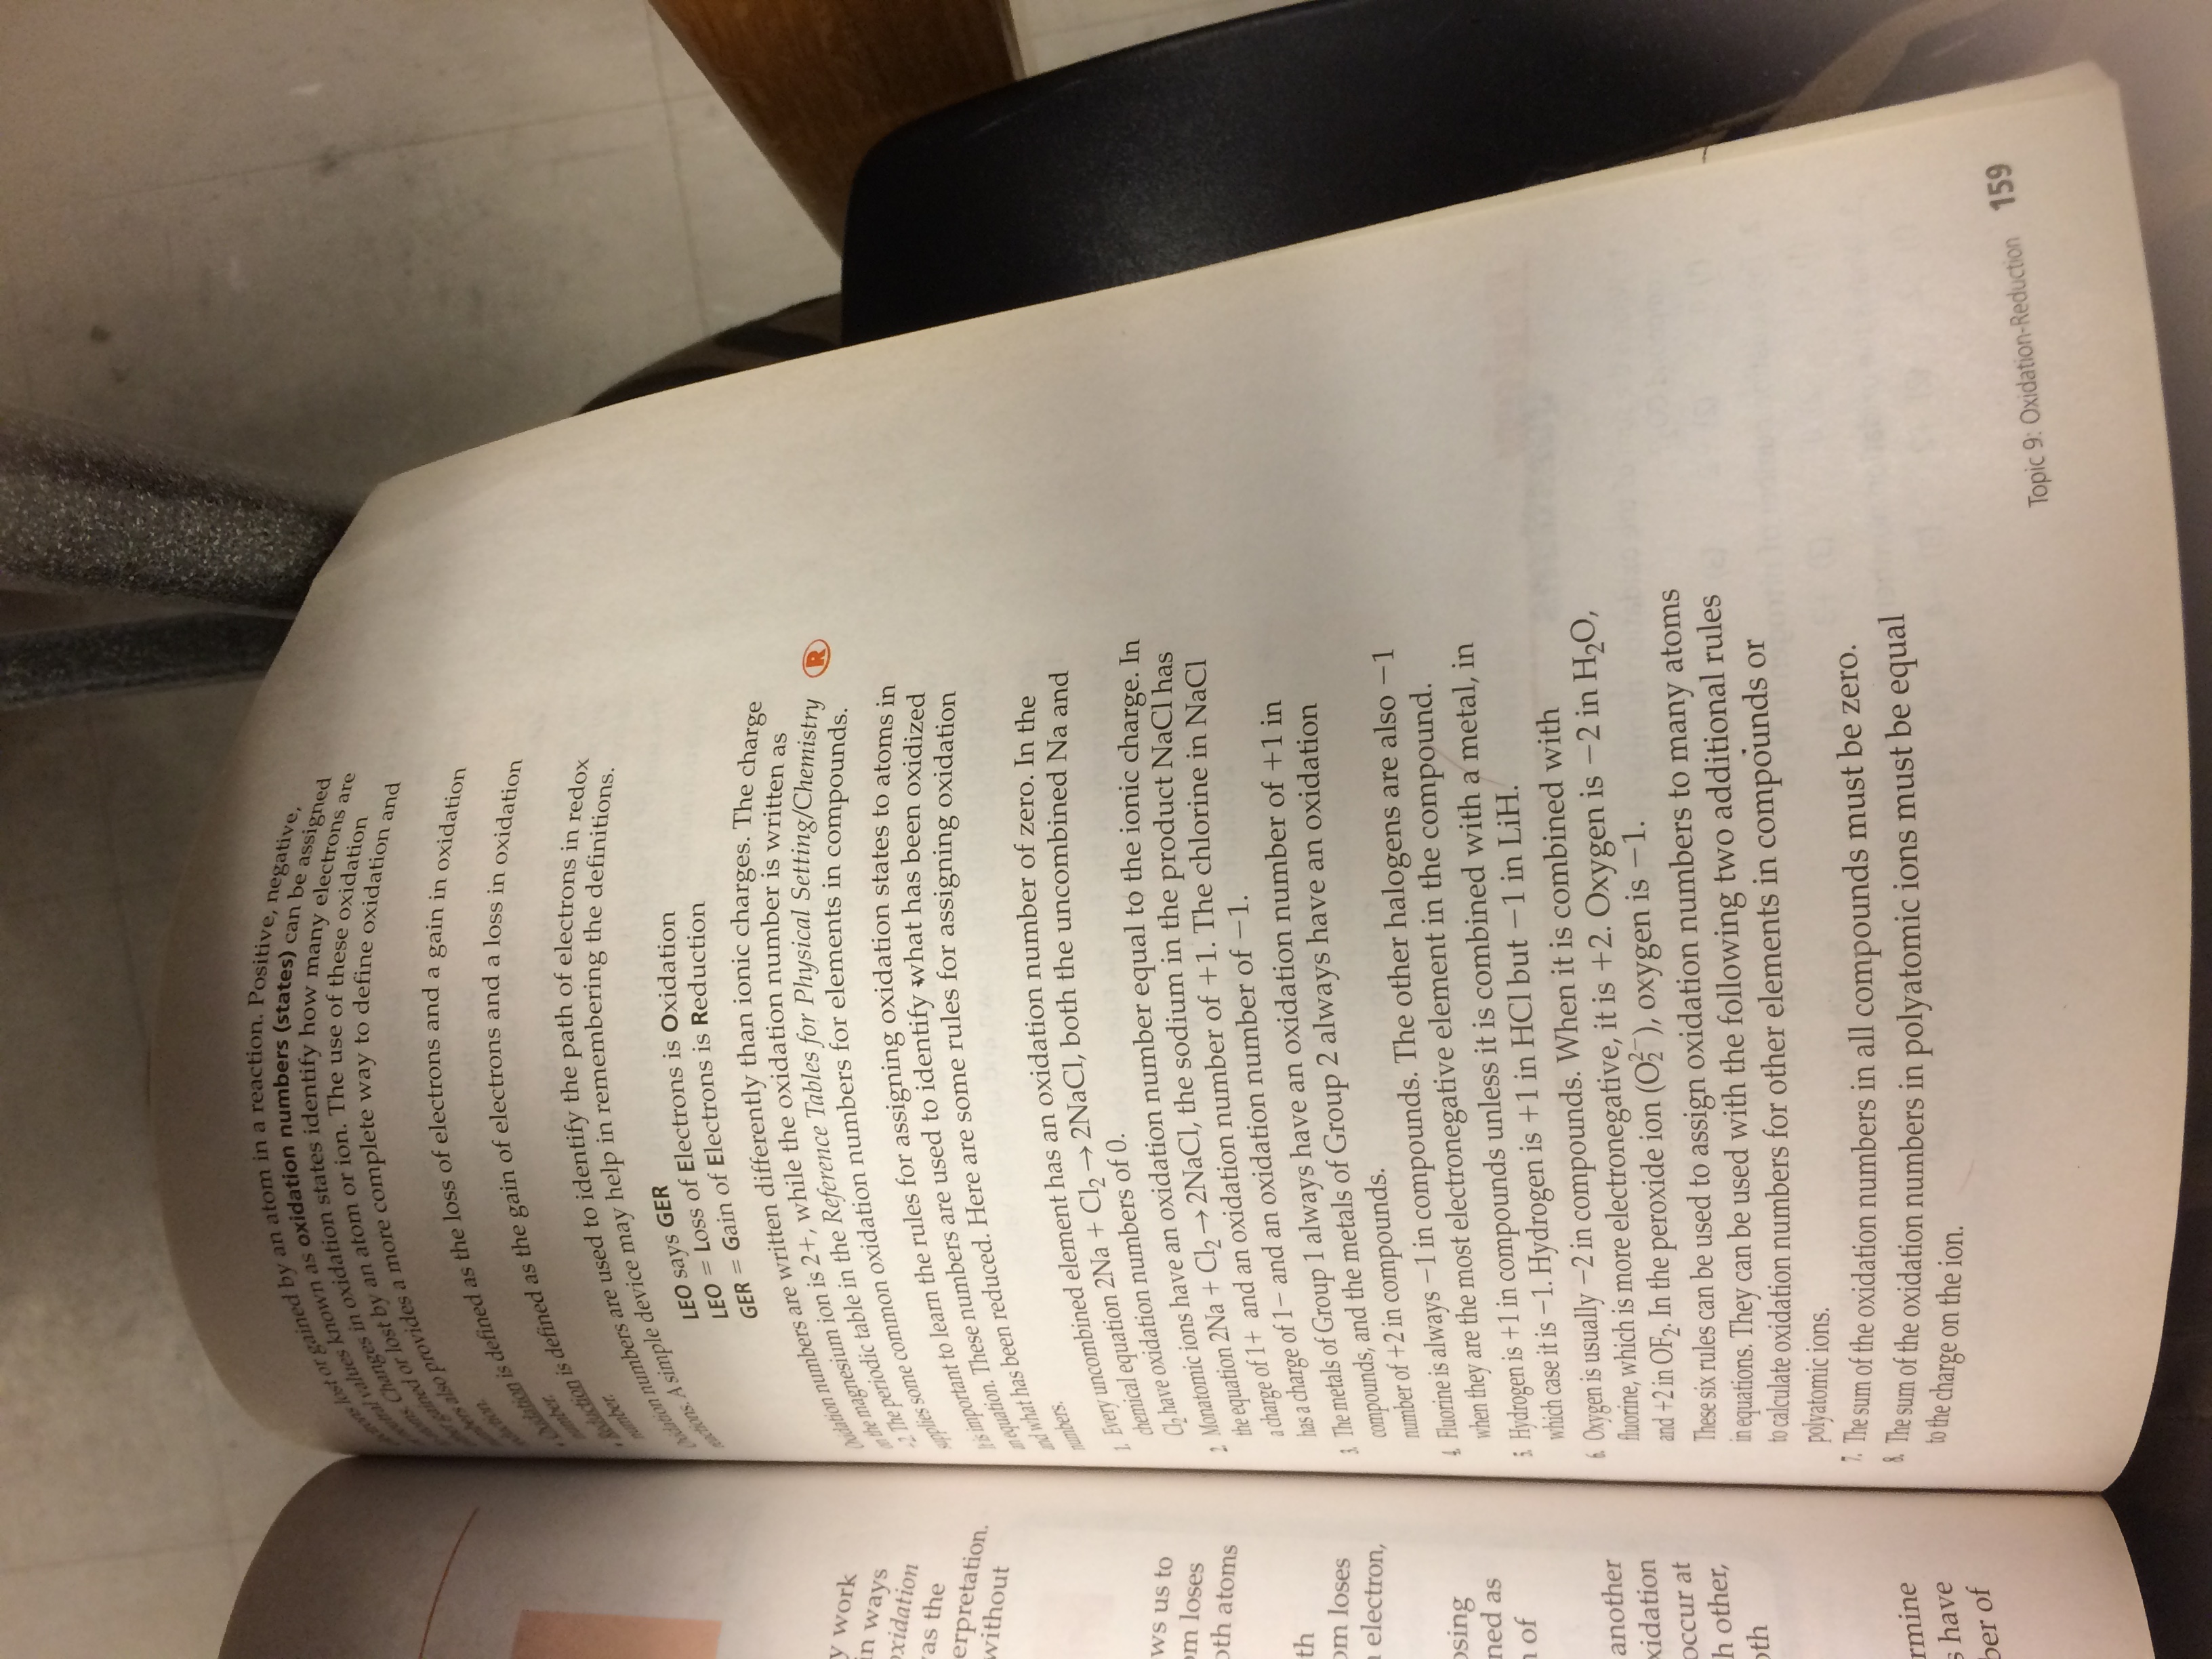 y work
in ways
oxidation
as the
erpretation.
without
ws us to
om loses
oth atoms
th
om loses
electron,
osing
ned as
of
another
xidation
occur at
h other,
oth
rmine
s have
ber of
lost or gained by an atom in a reaction. Positive, negative,
values known as oxidation numbers (states) can be assigned
atoms. Changes in oxidation states identify how many electrons are
gained or lost by an atom or ion. The use of these oxidation
numbers also provides a more complete way to define oxidation and
reduction.
• Oxidation is defined as the loss of electrons and a gain in oxidation
number.
• Reduction is defined as the gain of electrons and a loss in oxidation
number.
Oxidation numbers are used to identify the path of electrons in redox
reactions. A simple device may help in remembering the definitions.
LEO says GER
LEO = Loss of Electrons is Oxidation
GER = Gain of Electrons is Reduction
Oxidation numbers are written differently than ionic charges. The charge
on the magnesium ion is 2+, while the oxidation number is written as
+2. The periodic table in the Reference Tables for Physical Setting/Chemistry R
supplies some common oxidation numbers for elements in compounds.
It is important to learn the rules for assigning oxidation states to atoms in
an equation. These numbers are used to identify what has been oxidized
and what has been reduced. Here are some rules for assigning oxidation
numbers.
1. Every uncombined element has an oxidation number of zero. In the
chemical equation 2Na + Cl₂ → 2NaCl, both the uncombined Na and
Cl₂ have oxidation numbers of 0.
2. Monatomic ions have an oxidation number equal to the ionic charge. In
the equation 2Na + Cl₂ → 2NaCl, the sodium in the product NaCl has
a charge of 1+ and an oxidation number of +1. The chlorine in NaCl
has a charge of 1− and an oxidation number of −1.
3. The metals of Group 1 always have an oxidation number of +1 in
compounds, and the metals of Group 2 always have an oxidation
number of +2 in compounds.
4. Fluorine is always −1 in compounds. The other halogens are also −1
when they are the most electronegative element in the compound.
5. Hydrogen is +1 in compounds unless it is combined with a metal, in
which case it is −1. Hydrogen is +1 in HCl but −1 in LiH.
6. Oxygen is usually −2 in compounds. When it is combined with
fluorine, which is more electronegative, it is +2. Oxygen is −2 in H₂O,
and +2 in OF₂. In the peroxide ion (O₂²⁻), oxygen is −1.
These six rules can be used to assign oxidation numbers to many atoms
in equations. They can be used with the following two additional rules
to calculate oxidation numbers for other elements in compounds or
polyatomic ions.
7. The sum of the oxidation numbers in all compounds must be zero.
8. The sum of the oxidation numbers in polyatomic ions must be equal
to the charge on the ion.
Topic 9: Oxidation-Reduction 159